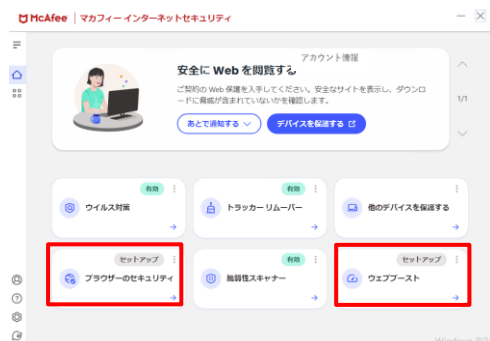 McAfee | マカフィー インターネットセキュリティ
アカウント情報
安全に Web を閲覧する
ご契約の Web 保護を入手してください。安全なサイトを表示し、ダウンロ
ードに脅威が含まれていないかを確認します。
1/1
あとで通知する デバイスを保護する
有効
ウイルス対策
有効
トラッカー リムーバー
他のデバイスを保護する
セットアップ
ブラウザーのセキュリティ
有効
脆弱性スキャナー
セットアップ
ウェブブースト